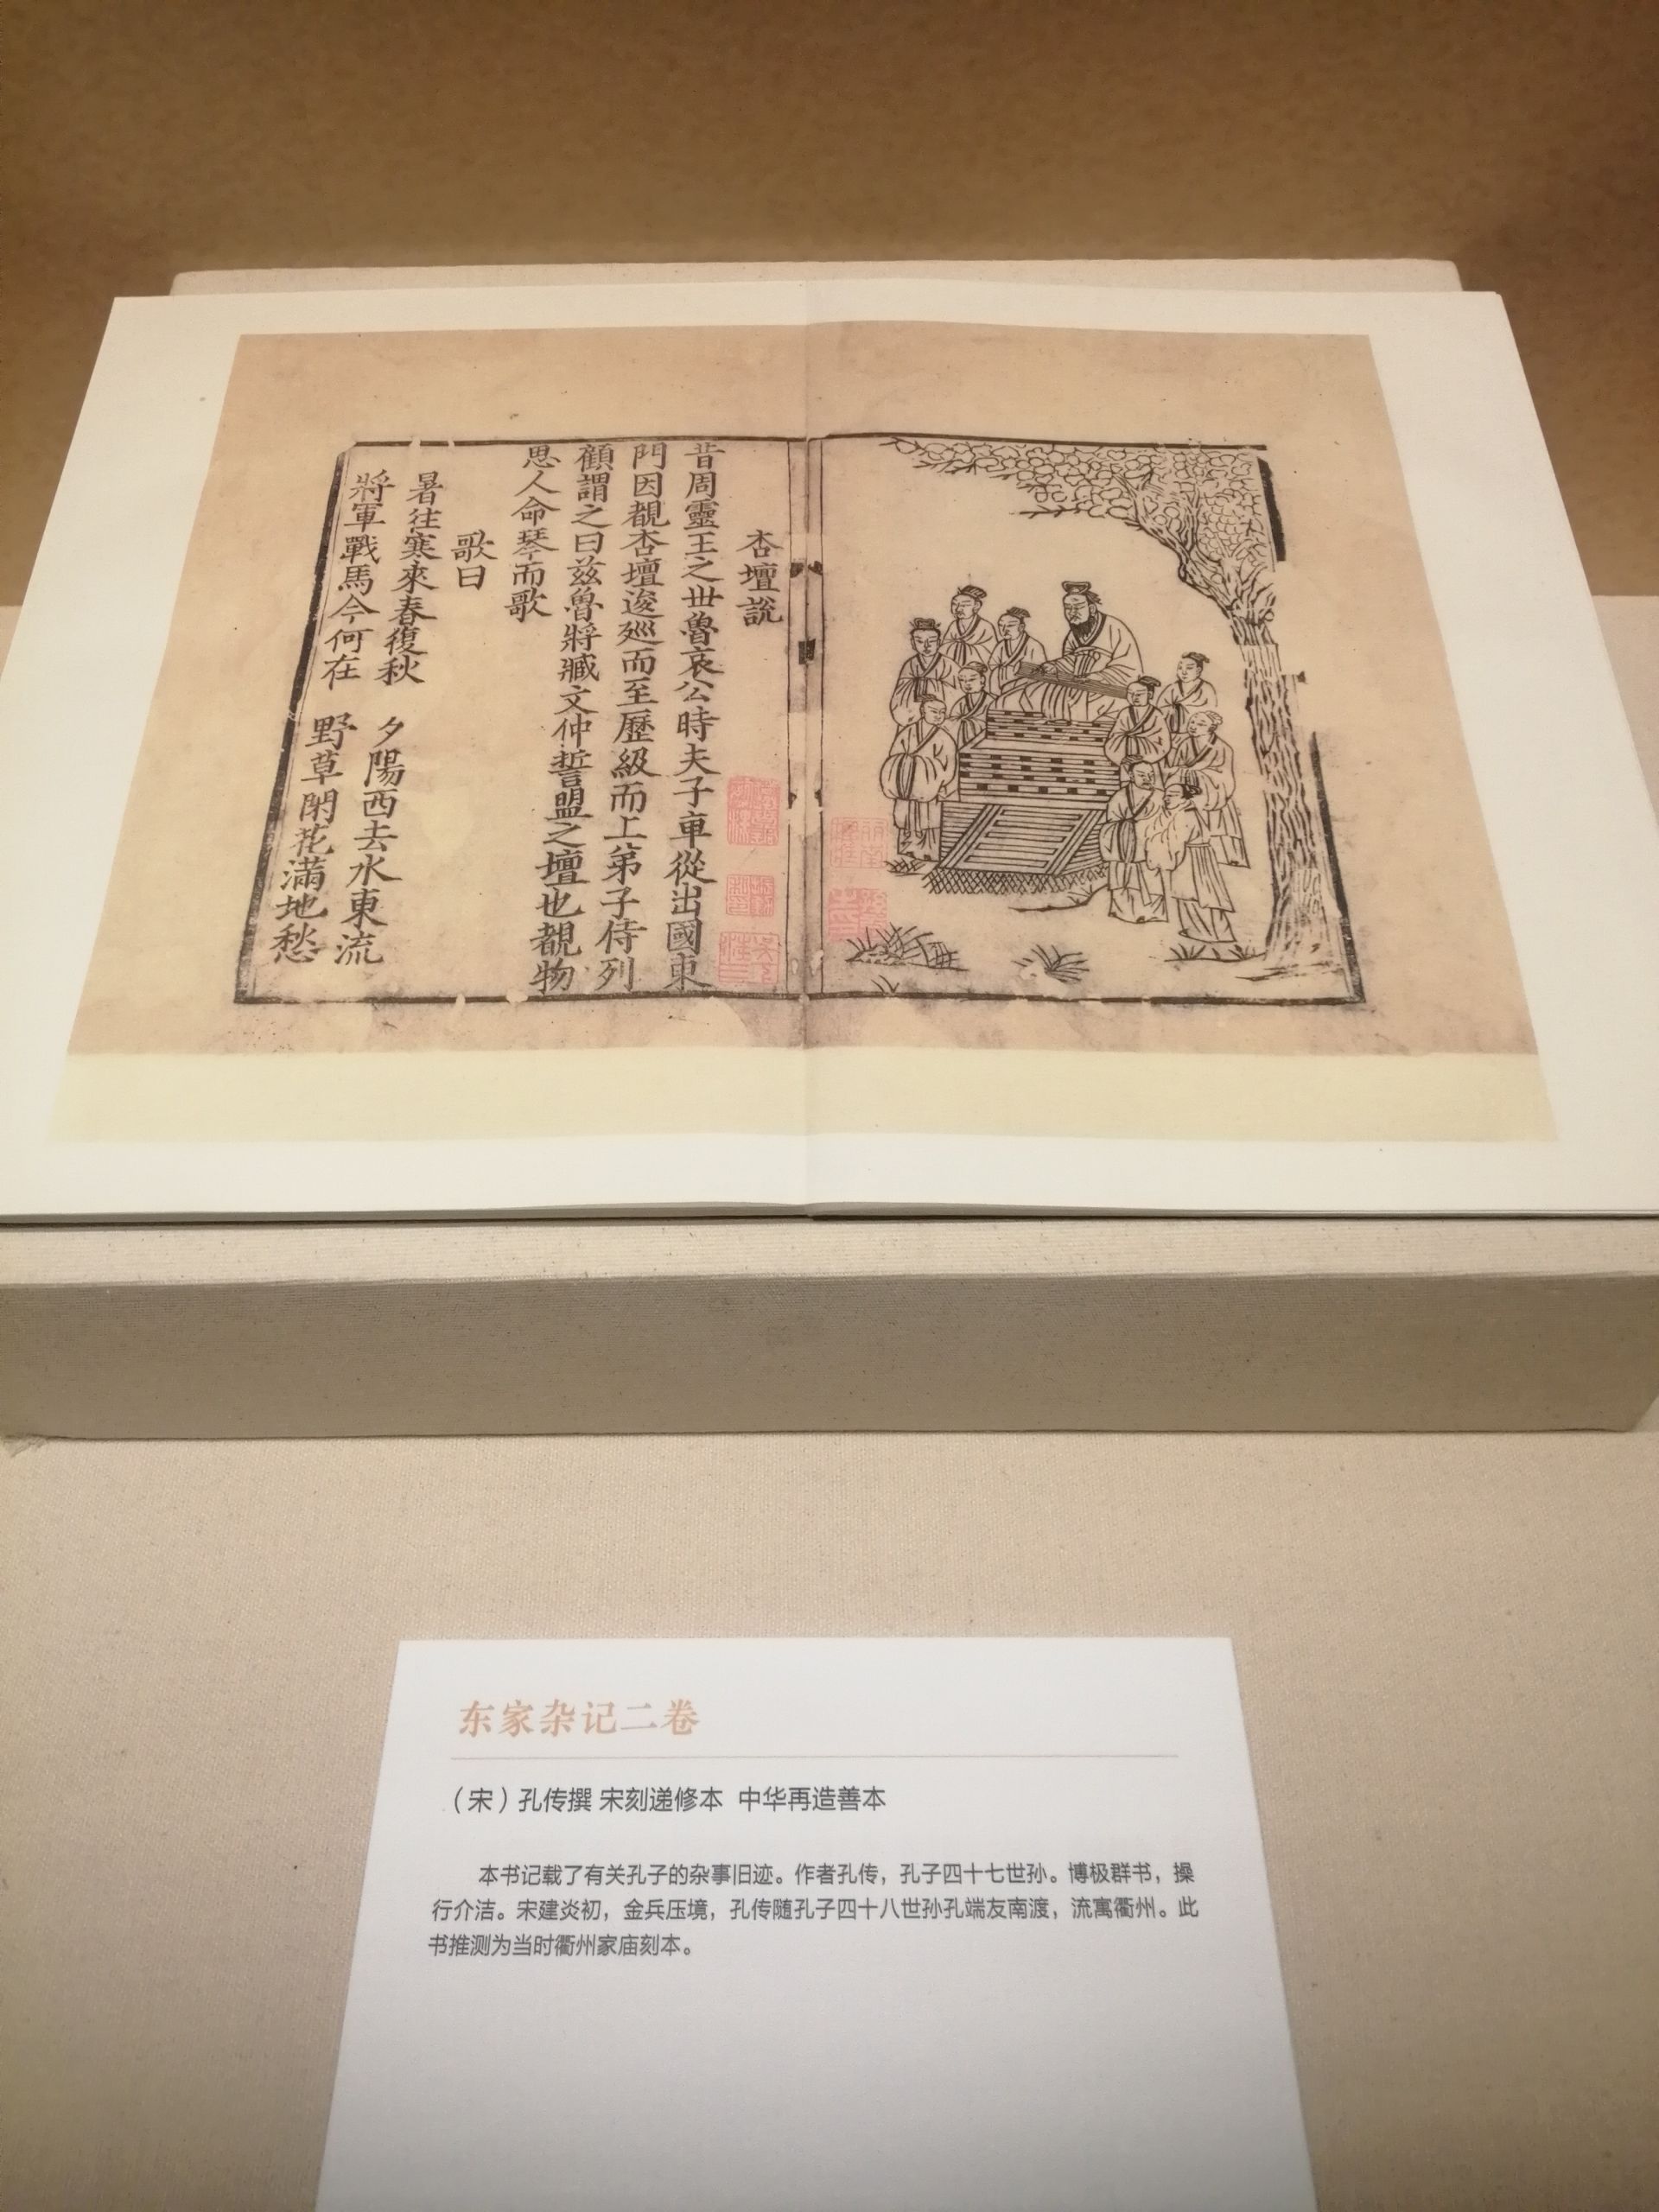 杏壇說
昔周靈王之世魯哀公時夫子車從出國東
門因覩杏壇逡廵而至歷級而上弟子侍列
顧謂之曰兹魯將臧文仲誓盟之壇也覩物
思人命琴而歌
歌曰
暑往寒來春復秋 夕陽西去水東流
將軍戰馬今何在 野草閑花滿地愁
东家杂记二卷
（宋）孔传撰 宋刻递修本 中华再造善本
本书记载了有关孔子的杂事旧迹。作者孔传，孔子四十七世孙。博极群书，操
行介洁。宋建炎初，金兵压境，孔传随孔子四十八世孙孔端友南渡，流寓衢州。此
书推测为当时衢州家庙刻本。